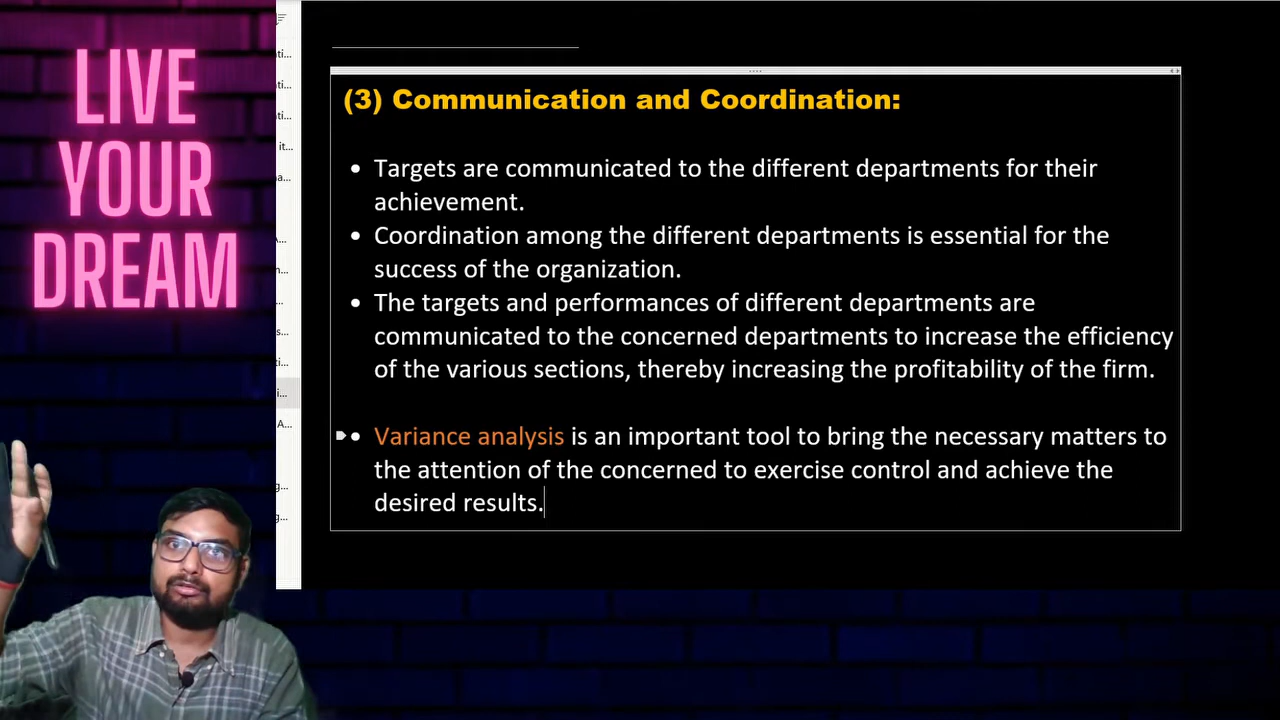 LIVE
YOUR
DREAM
(3) Communication and Coordination:
• Targets are communicated to the different departments for their
achievement.
• Coordination among the different departments is essential for the
success of the organization.
• The targets and performances of different departments are
communicated to the concerned departments to increase the efficiency
of the various sections, thereby increasing the profitability of the firm.
• Variance analysis is an important tool to bring the necessary matters to
the attention of the concerned to exercise control and achieve the
desired results.